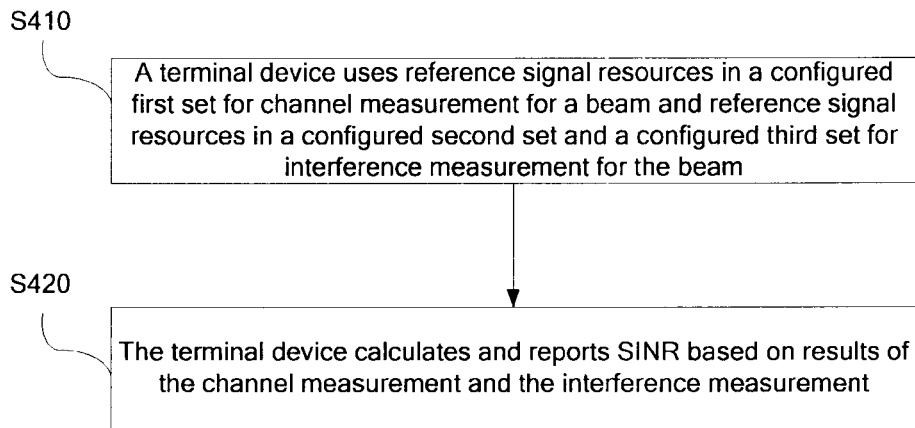 S410
A terminal device uses reference signal resources in a configured
first set for channel measurement for a beam and reference signal
resources in a configured second set and a configured third set for
interference measurement for the beam
S420
The terminal device calculates and reports SINR based on results of
the channel measurement and the interference measurement